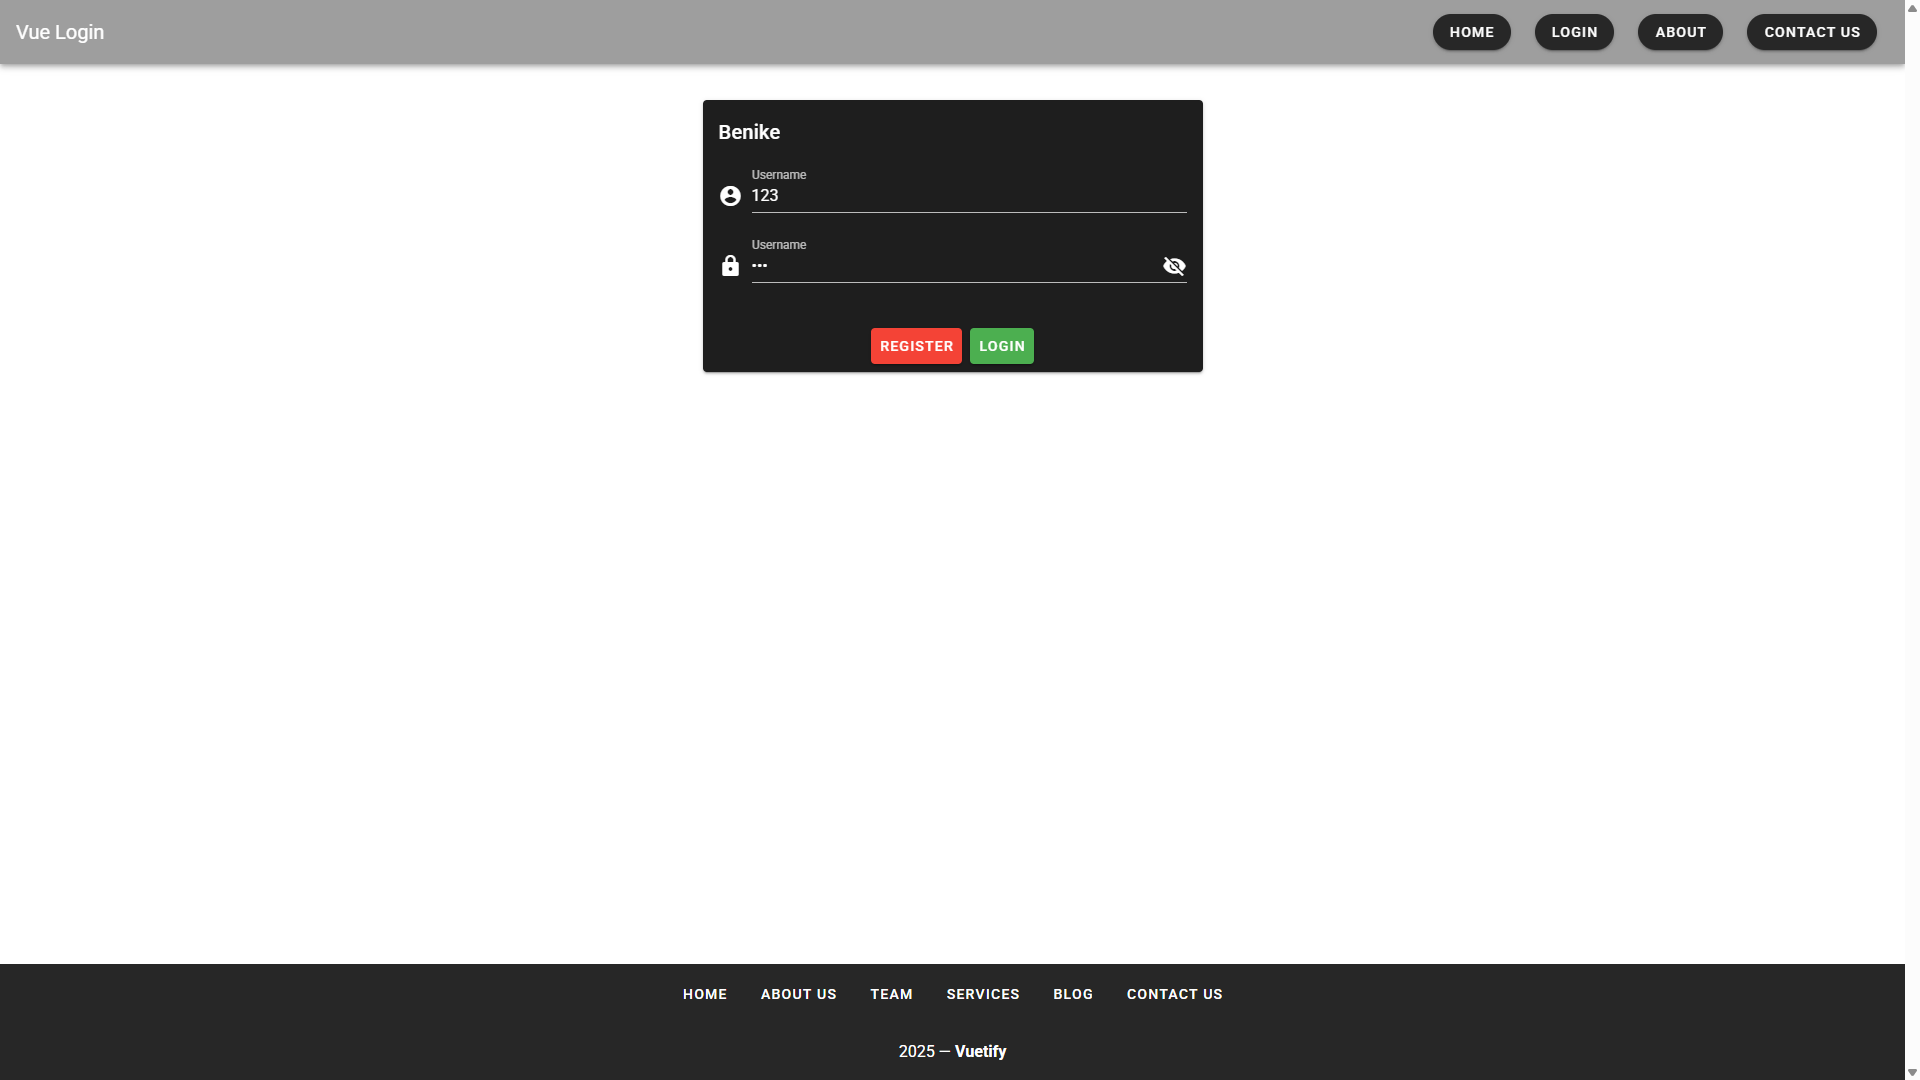 Vue Login
HOME LOGIN ABOUT CONTACT US
Benike
Username
123
Username
•••
REGISTER LOGIN
HOME ABOUT US TEAM SERVICES BLOG CONTACT US
2025 — Vuetify